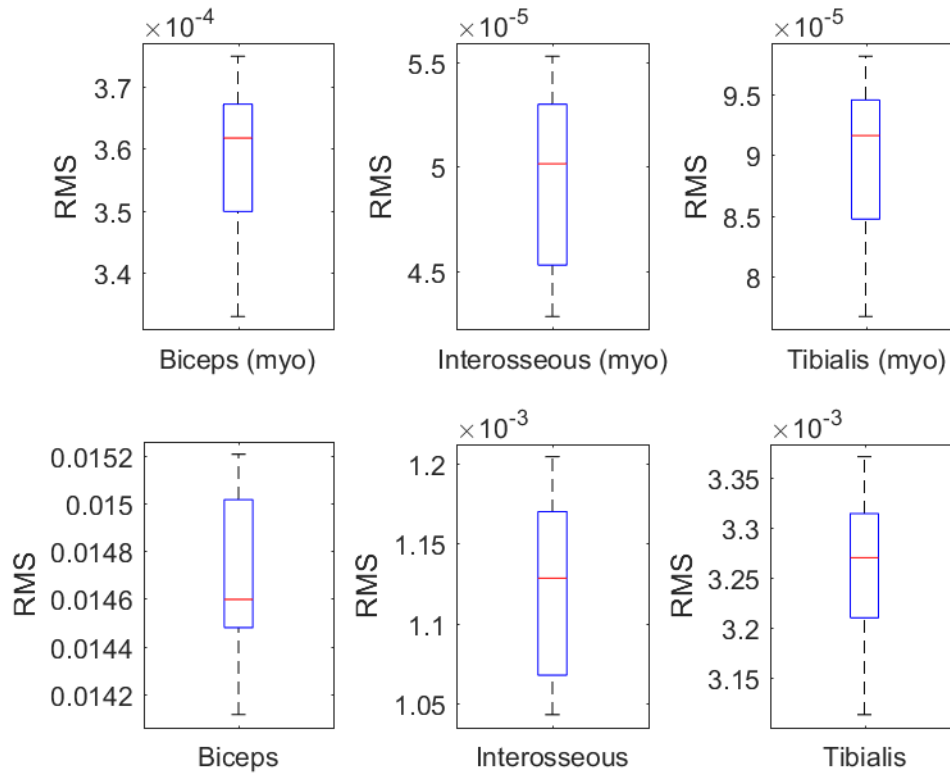 ×10⁻⁴
3.7
3.6
3.5
3.4
RMS
Biceps (myo)
×10⁻⁵
5.5
5
4.5
RMS
Interosseous (myo)
×10⁻⁵
9.5
9
8.5
8
RMS
Tibialis (myo)
0.0152
0.015
0.0148
0.0146
0.0144
0.0142
RMS
Biceps
×10⁻³
1.2
1.15
1.1
1.05
RMS
Interosseous
×10⁻³
3.35
3.3
3.25
3.2
3.15
RMS
Tibialis